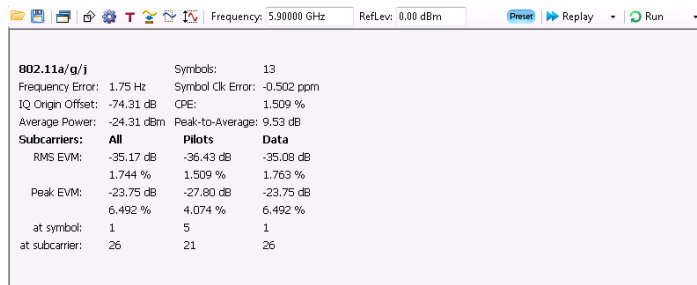 Frequency: 5.90000 GHz RefLev: 0.00 dBm Preset Replay Run
802.11a/g/j Symbols: 13
Frequency Error: 1.75 Hz Symbol Clk Error: -0.502 ppm
IQ Origin Offset: -74.31 dB CPE: 1.509 %
Average Power: -24.31 dBm Peak-to-Average: 9.53 dB
Subcarriers: All Pilots Data
RMS EVM: -35.17 dB -36.43 dB -35.08 dB
1.744 % 1.509 % 1.763 %
Peak EVM: -23.75 dB -27.80 dB -23.75 dB
6.492 % 4.074 % 6.492 %
at symbol: 1 5 1
at subcarrier: 26 21 26